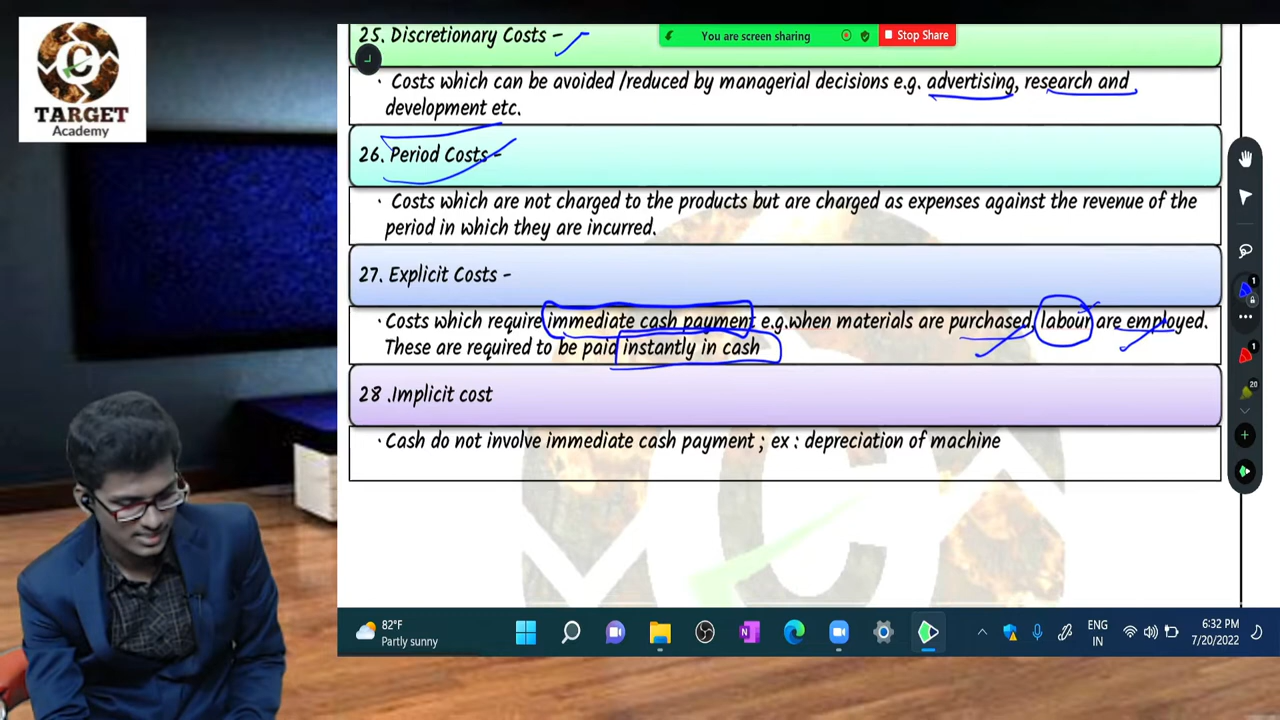 TARGET
Academy
25. Discretionary Costs -
You are screen sharing
Stop Share
· Costs which can be avoided /reduced by managerial decisions e.g. advertising, research and
development etc.
26. Period Costs-
· Costs which are not charged to the products but are charged as expenses against the revenue of the
period in which they are incurred.
27. Explicit Costs -
· Costs which require immediate cash payment e.g.when materials are purchased, labour are employed.
These are required to be paid instantly in cash
28 .Implicit cost
· Cash do not involve immediate cash payment ; ex : depreciation of machine
1
1
20
82°F
Partly sunny
ENG
IN
6:32 PM
7/20/2022